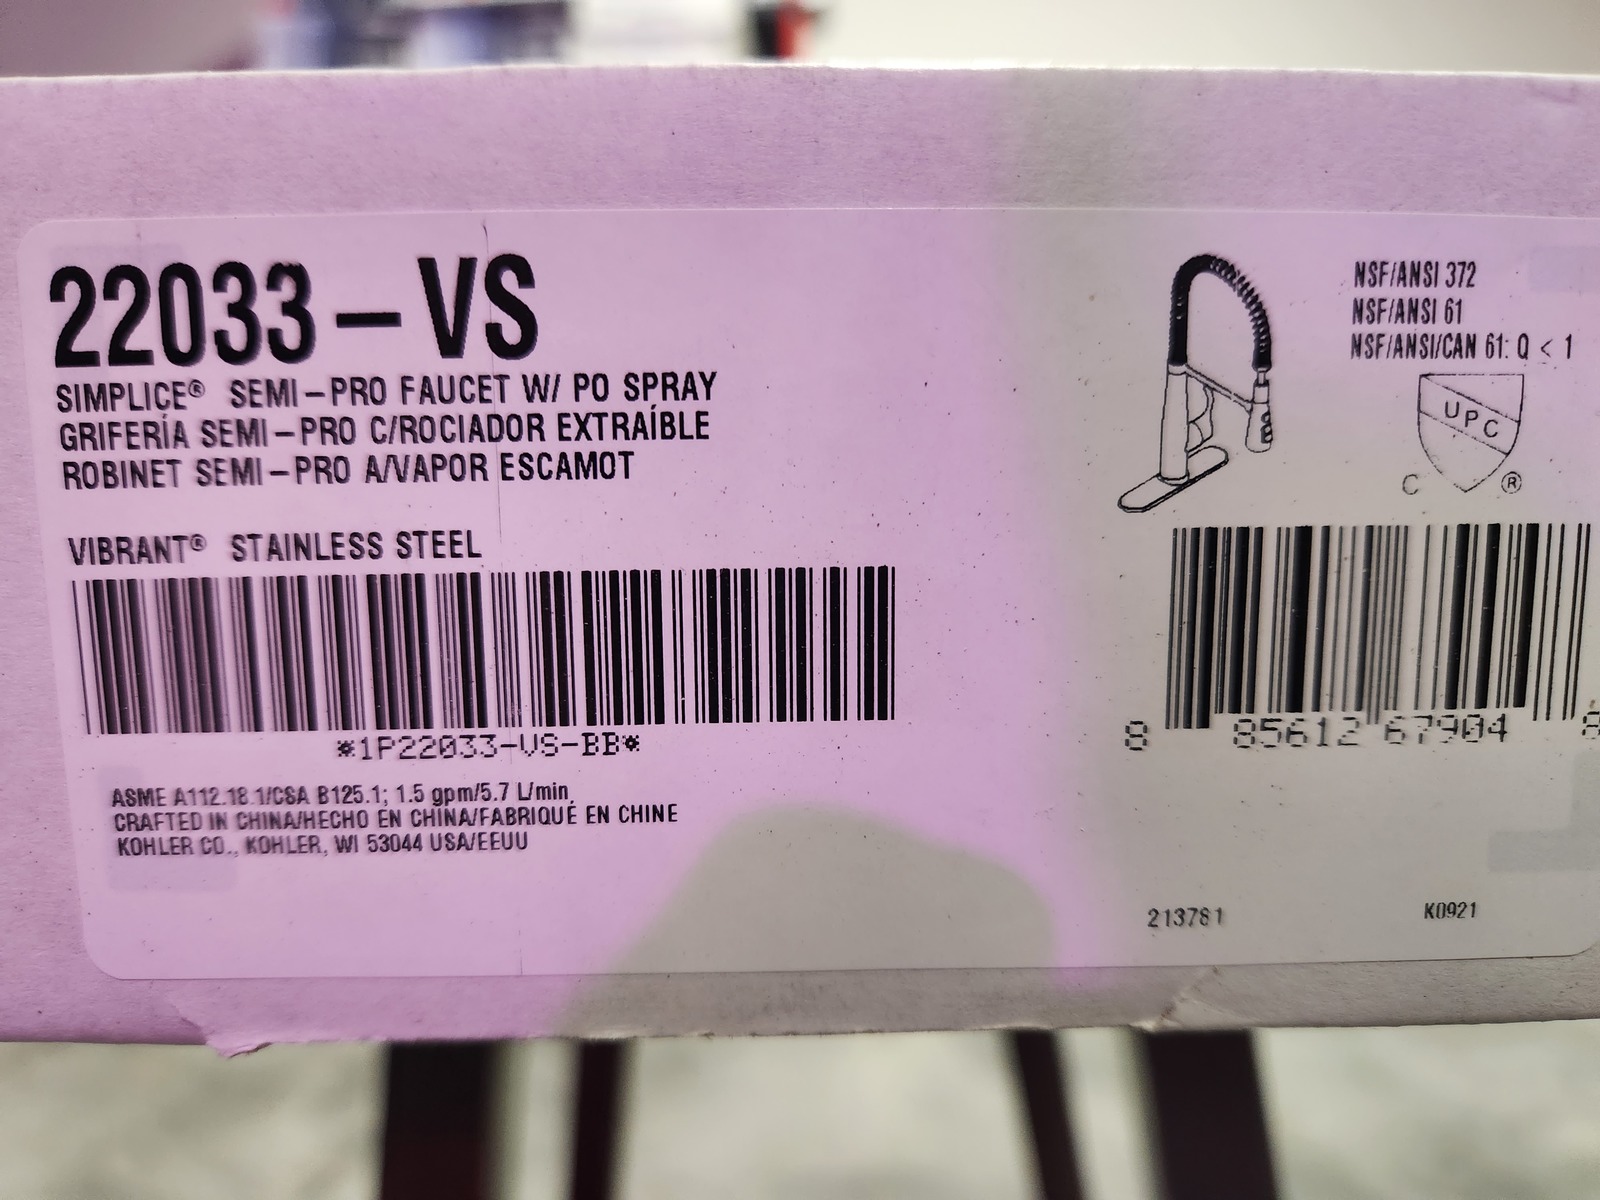 22033-VS
SIMPLICE® SEMI-PRO FAUCET W/ PO SPRAY
GRIFERÍA SEMI-PRO C/ROCIADOR EXTRAÍBLE
ROBINET SEMI-PRO A/VAPOR ESCAMOT
VIBRANT® STAINLESS STEEL
*1P22033-VS-BB*
ASME A112.18.1/CSA B125.1; 1.5 gpm/5.7 L/min
CRAFTED IN CHINA/HECHO EN CHINA/FABRIQUÉ EN CHINE
KOHLER CO., KOHLER, WI 53044 USA/EEUU
NSF/ANSI 372
NSF/ANSI 61
NSF/ANSI/CAN 61: Q < 1
UPC
C ®
8 85612 67904 8
213781 K0921